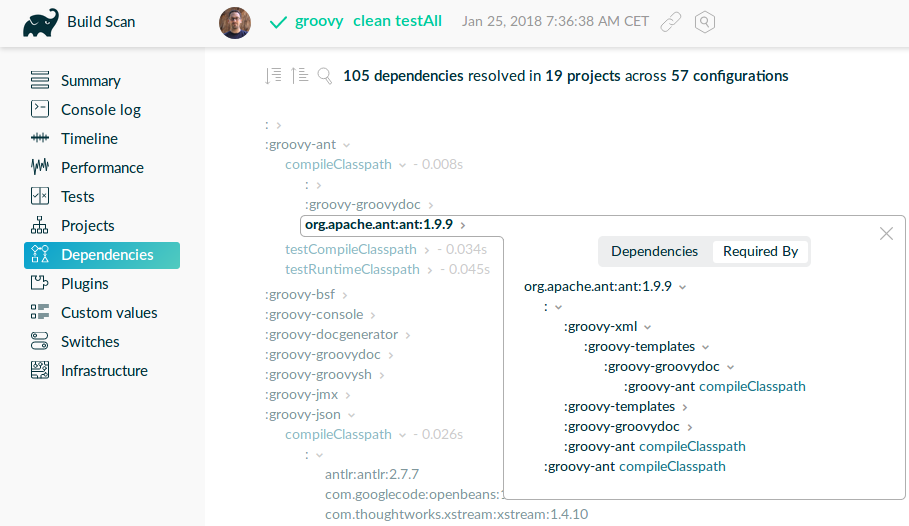 Build Scan
groovy clean testAll Jan 25, 2018 7:36:38 AM CET
Summary
Console log
Timeline
Performance
Tests
Projects
Dependencies
Plugins
Custom values
Switches
Infrastructure
105 dependencies resolved in 19 projects across 57 configurations
:
:groovy-ant
compileClasspath - 0.008s
:
:groovy-groovydoc
org.apache.ant:ant:1.9.9
testCompileClasspath - 0.034s
testRuntimeClasspath - 0.045s
:groovy-bsf
:groovy-console
:groovy-docgenerator
:groovy-groovydoc
:groovy-groovysh
:groovy-jmx
:groovy-json
compileClasspath - 0.026s
:
antlr:antlr:2.7.7
com.googlecode:openbeans:1
com.thoughtworks.xstream:xstream:1.4.10
Dependencies Required By
org.apache.ant:ant:1.9.9
:
:groovy-xml
:groovy-templates
:groovy-groovydoc
:groovy-ant compileClasspath
:groovy-templates
:groovy-groovydoc
:groovy-ant compileClasspath
:groovy-ant compileClasspath